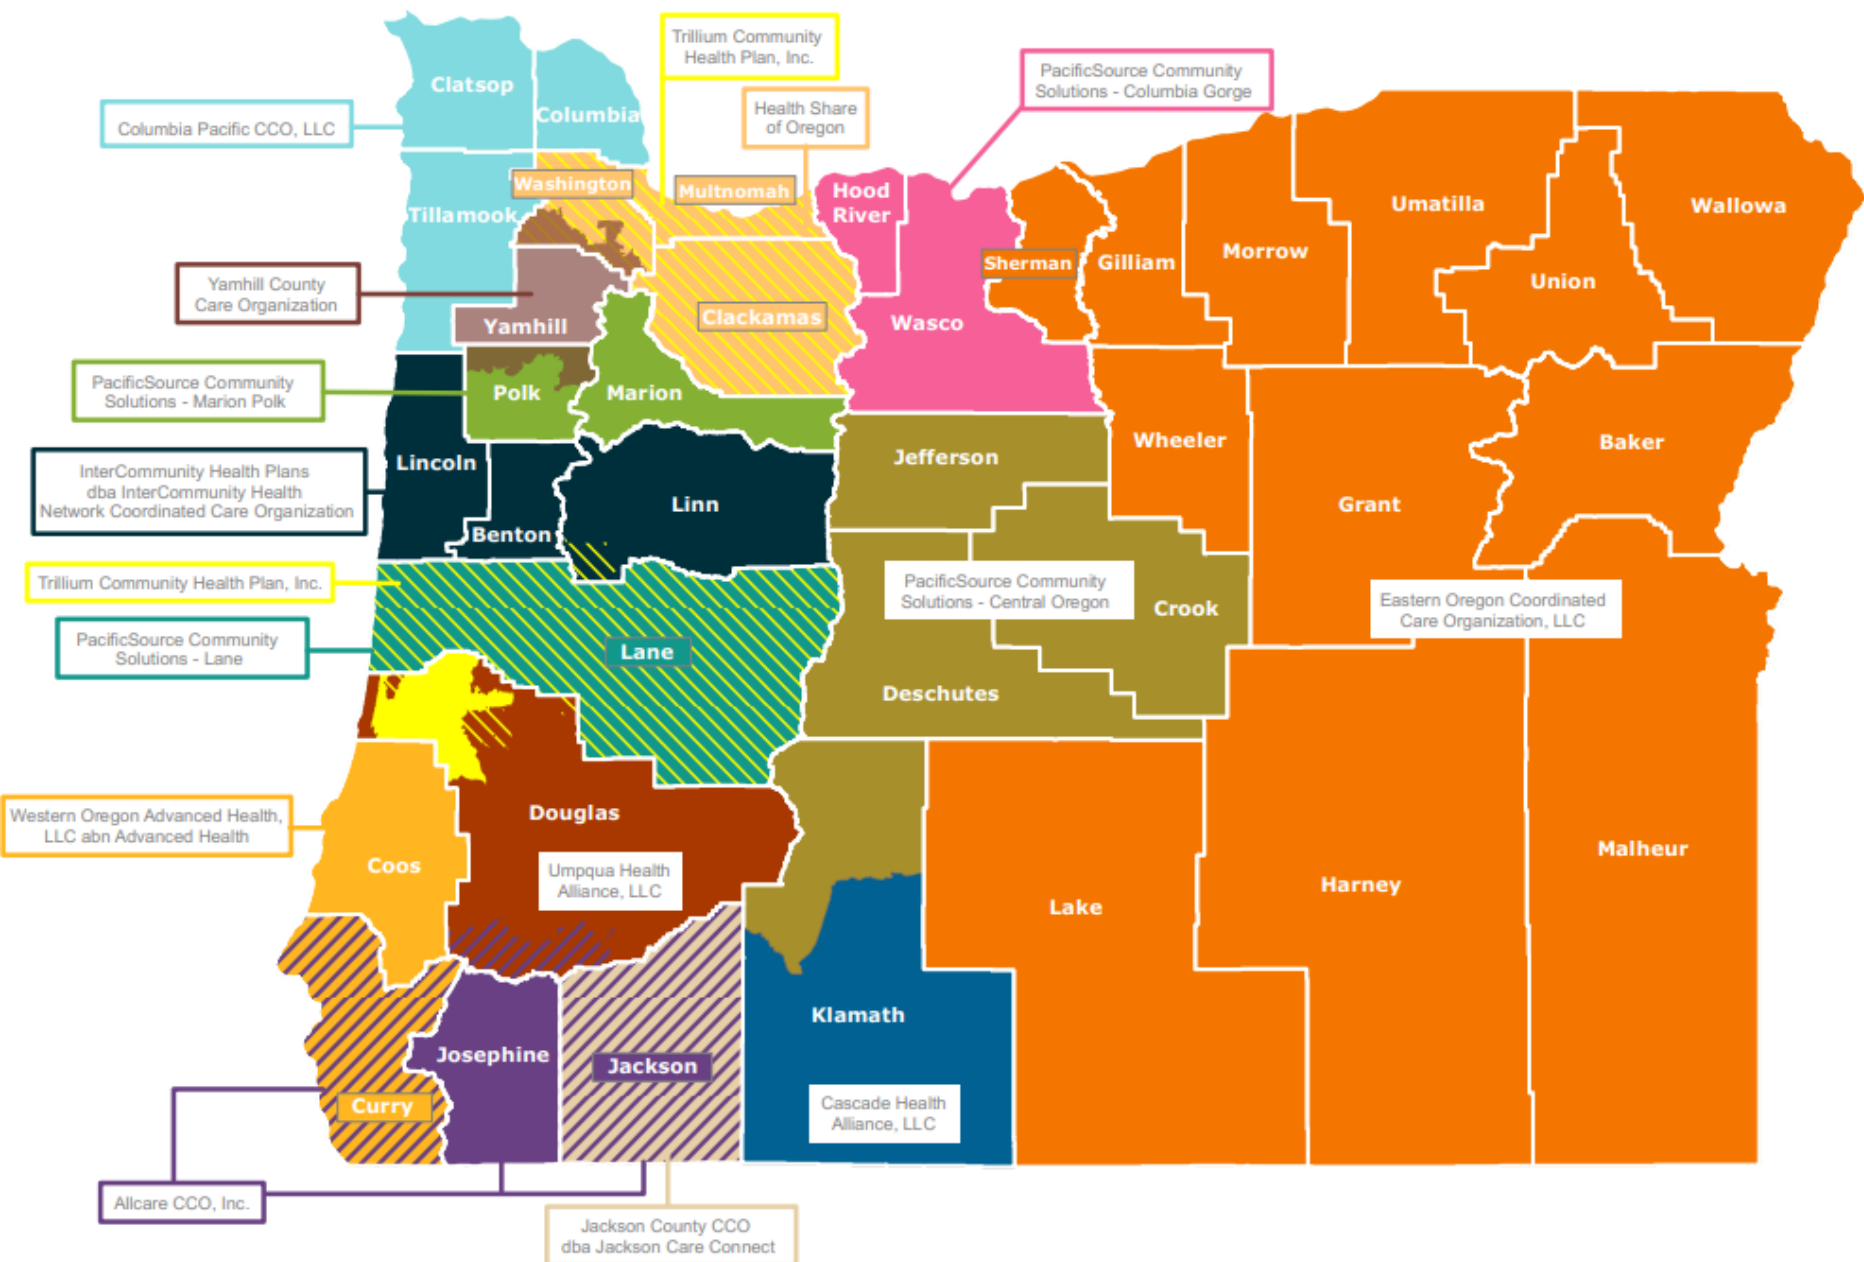 Trillium Community
Health Plan, Inc.
PacificSource Community
Solutions - Columbia Gorge
Clatsop
Columbia
Health Share
of Oregon
Columbia Pacific CCO, LLC
Washington
Multnomah
Hood
River
Tillamook
Umatilla
Wallowa
Sherman
Gilliam
Morrow
Union
Yamhill County
Care Organization
Yamhill
Clackamas
Wasco
PacificSource Community
Solutions - Marion Polk
Polk
Marion
Wheeler
Baker
Lincoln
Jefferson
InterCommunity Health Plans
dba InterCommunity Health
Network Coordinated Care Organization
Linn
Grant
Benton
Trillium Community Health Plan, Inc.
PacificSource Community
Solutions - Central Oregon
Crook
Eastern Oregon Coordinated
Care Organization, LLC
PacificSource Community
Solutions - Lane
Lane
Deschutes
Western Oregon Advanced Health,
LLC abn Advanced Health
Douglas
Coos
Umpqua Health
Alliance, LLC
Malheur
Harney
Lake
Klamath
Josephine
Jackson
Curry
Cascade Health
Alliance, LLC
Allcare CCO, Inc.
Jackson County CCO
dba Jackson Care Connect